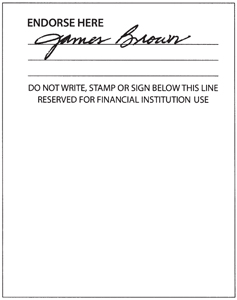 ENDORSE HERE
James Brown
DO NOT WRITE, STAMP OR SIGN BELOW THIS LINE
RESERVED FOR FINANCIAL INSTITUTION USE